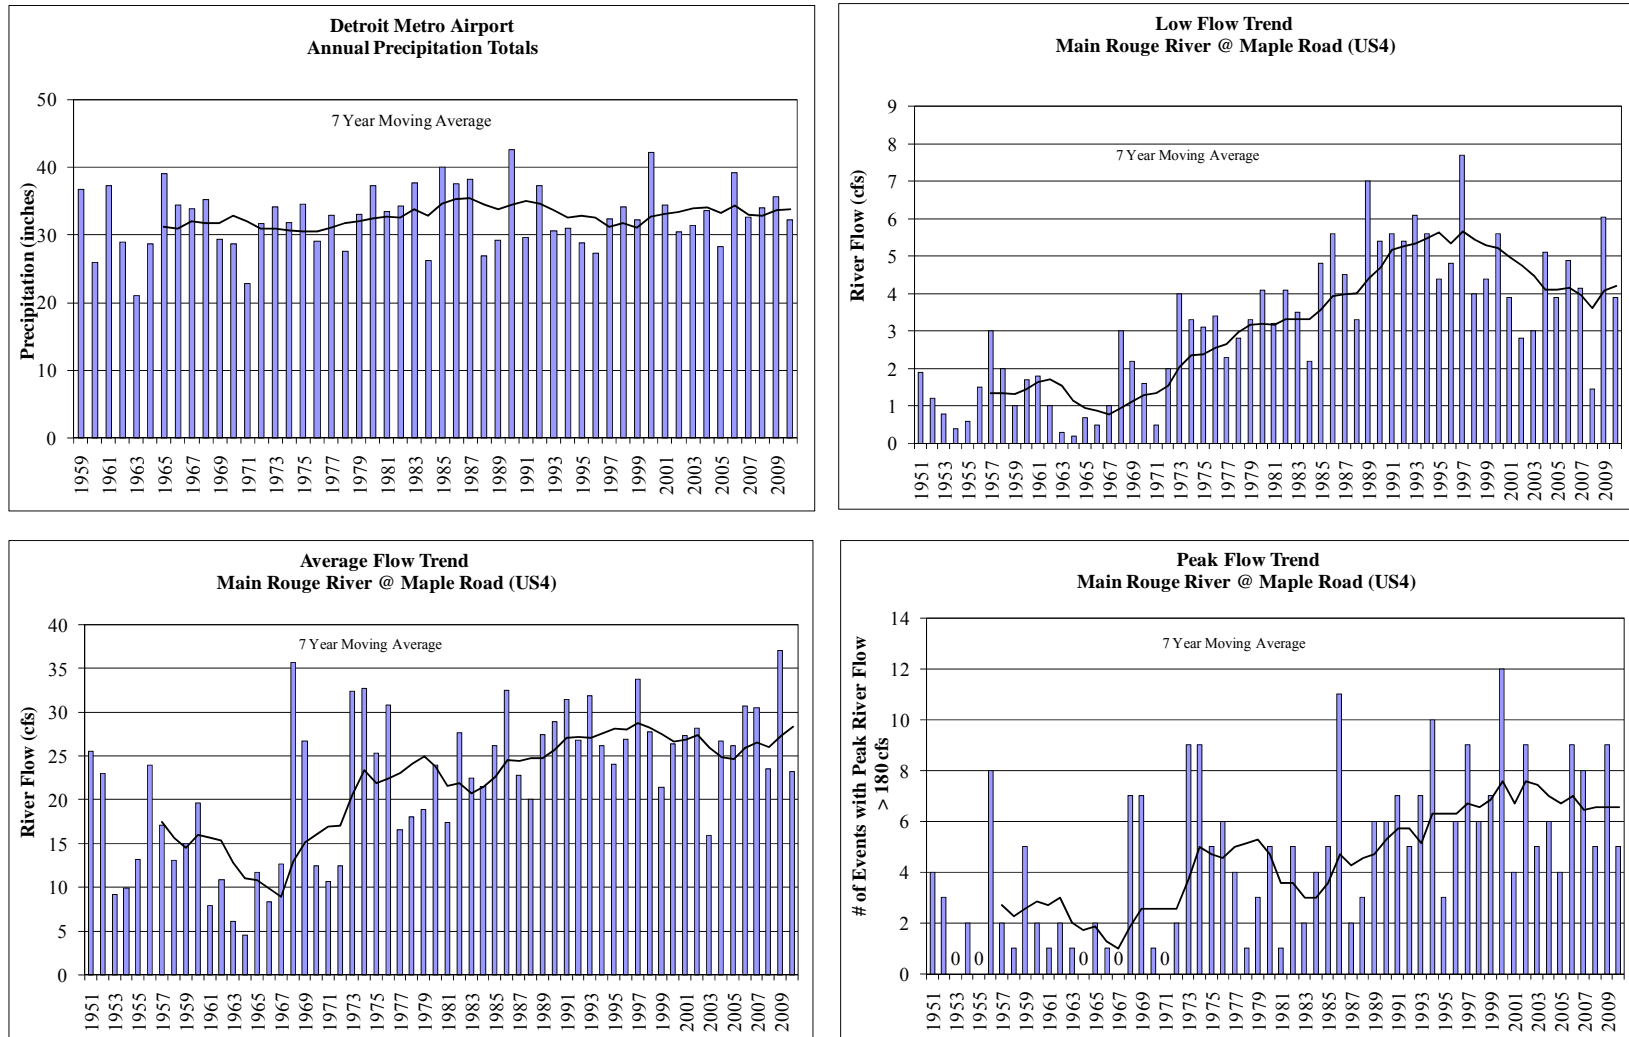 Detroit Metro Airport
Annual Precipitation Totals
50
40
30
20
10
0
Precipitation (inches)
7 Year Moving Average
1959 1961 1963 1965 1967 1969 1971 1973 1975 1977 1979 1981 1983 1985 1987 1989 1991 1993 1995 1997 1999 2001 2003 2005 2007 2009
Low Flow Trend
Main Rouge River @ Maple Road (US4)
9
8
7
6
5
4
3
2
1
0
River Flow (cfs)
7 Year Moving Average
1951 1953 1955 1957 1959 1961 1963 1965 1967 1969 1971 1973 1975 1977 1979 1981 1983 1985 1987 1989 1991 1993 1995 1997 1999 2001 2003 2005 2007 2009
Average Flow Trend
Main Rouge River @ Maple Road (US4)
40
35
30
25
20
15
10
5
0
River Flow (cfs)
7 Year Moving Average
1951 1953 1955 1957 1959 1961 1963 1965 1967 1969 1971 1973 1975 1977 1979 1981 1983 1985 1987 1989 1991 1993 1995 1997 1999 2001 2003 2005 2007 2009
Peak Flow Trend
Main Rouge River @ Maple Road (US4)
14
12
10
8
6
4
2
0
# of Events with Peak River Flow
> 180 cfs
7 Year Moving Average
0 0 0 0 0
1951 1953 1955 1957 1959 1961 1963 1965 1967 1969 1971 1973 1975 1977 1979 1981 1983 1985 1987 1989 1991 1993 1995 1997 1999 2001 2003 2005 2007 2009